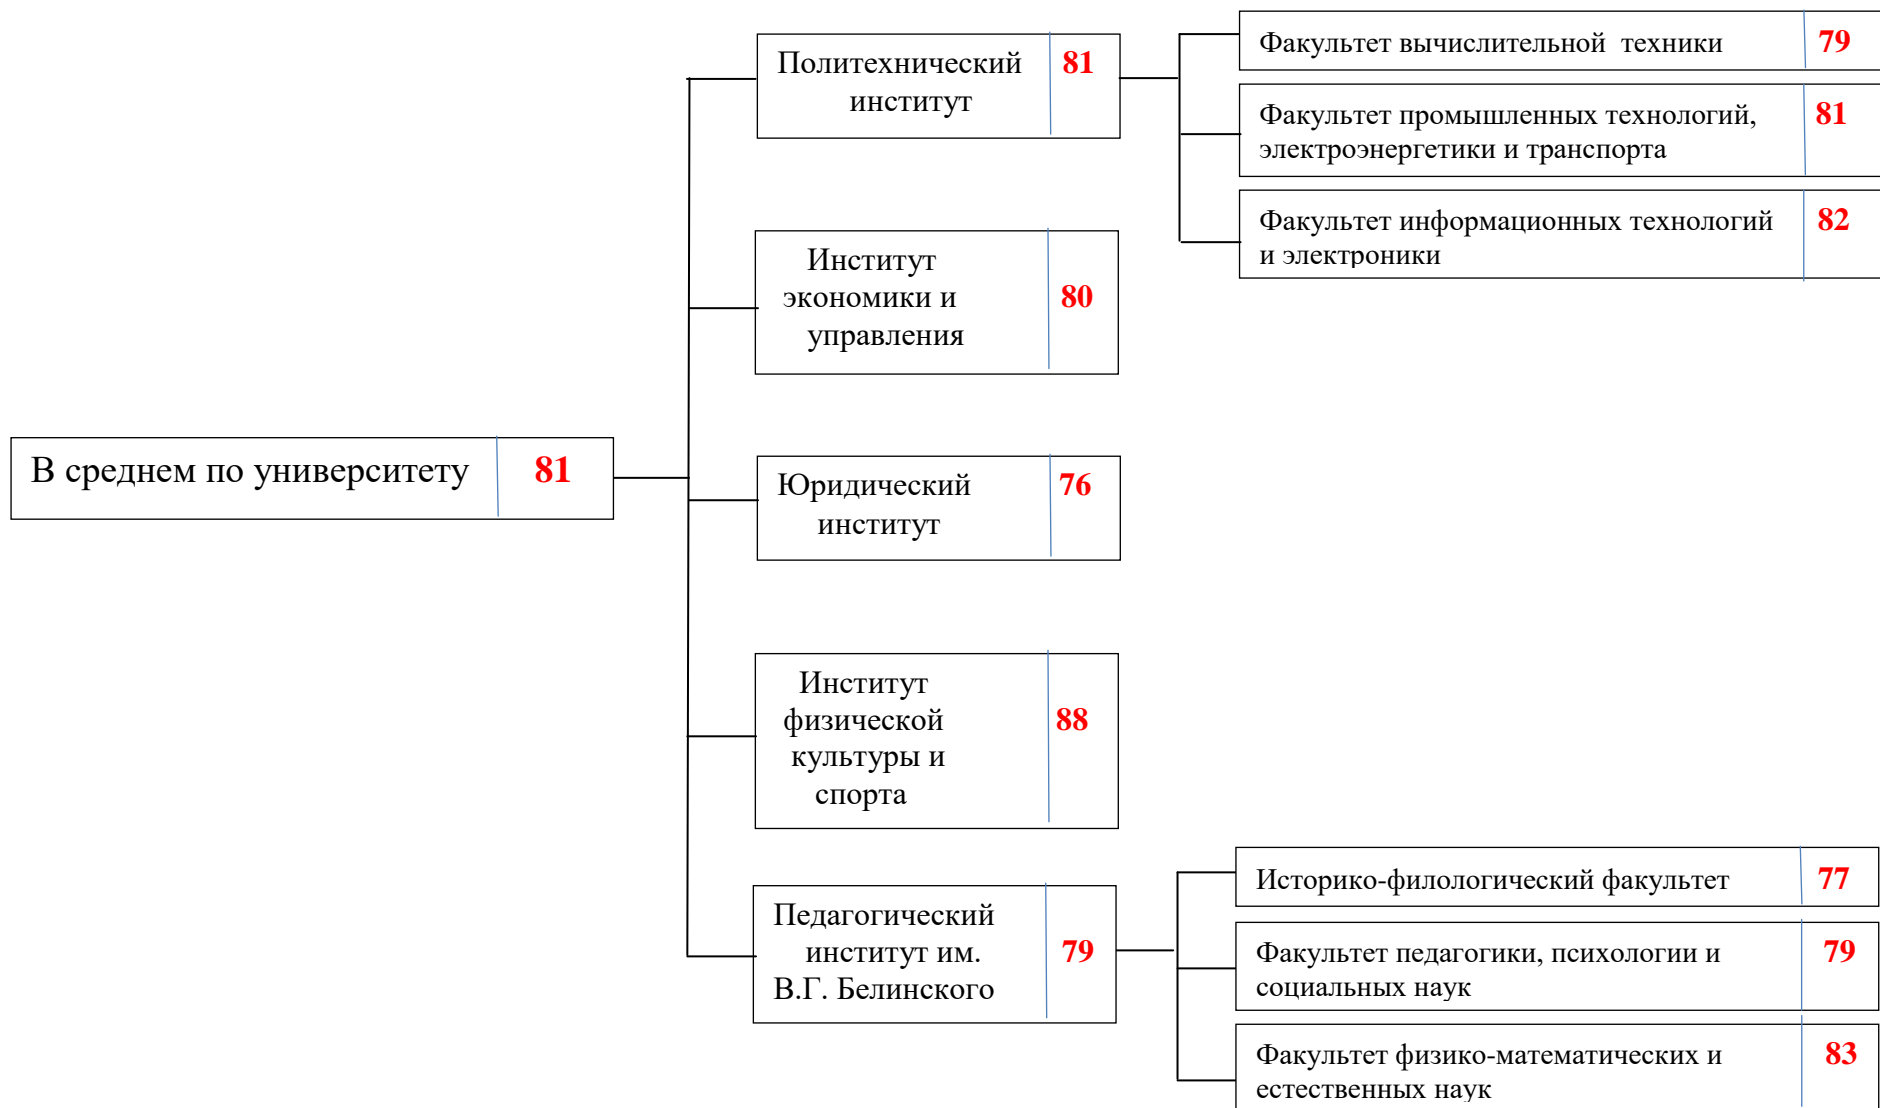 В среднем по университету 81
Политехнический 81
институт
Факультет вычислительной техники 79
Факультет промышленных технологий, 81
электроэнергетики и транспорта
Факультет информационных технологий 82
и электроники
Институт
экономики и 80
управления
Юридический 76
институт
Институт
физической 88
культуры и
спорта
Педагогический
институт им. 79
В.Г. Белинского
Историко-филологический факультет 77
Факультет педагогики, психологии и 79
социальных наук
Факультет физико-математических и 83
естественных наук